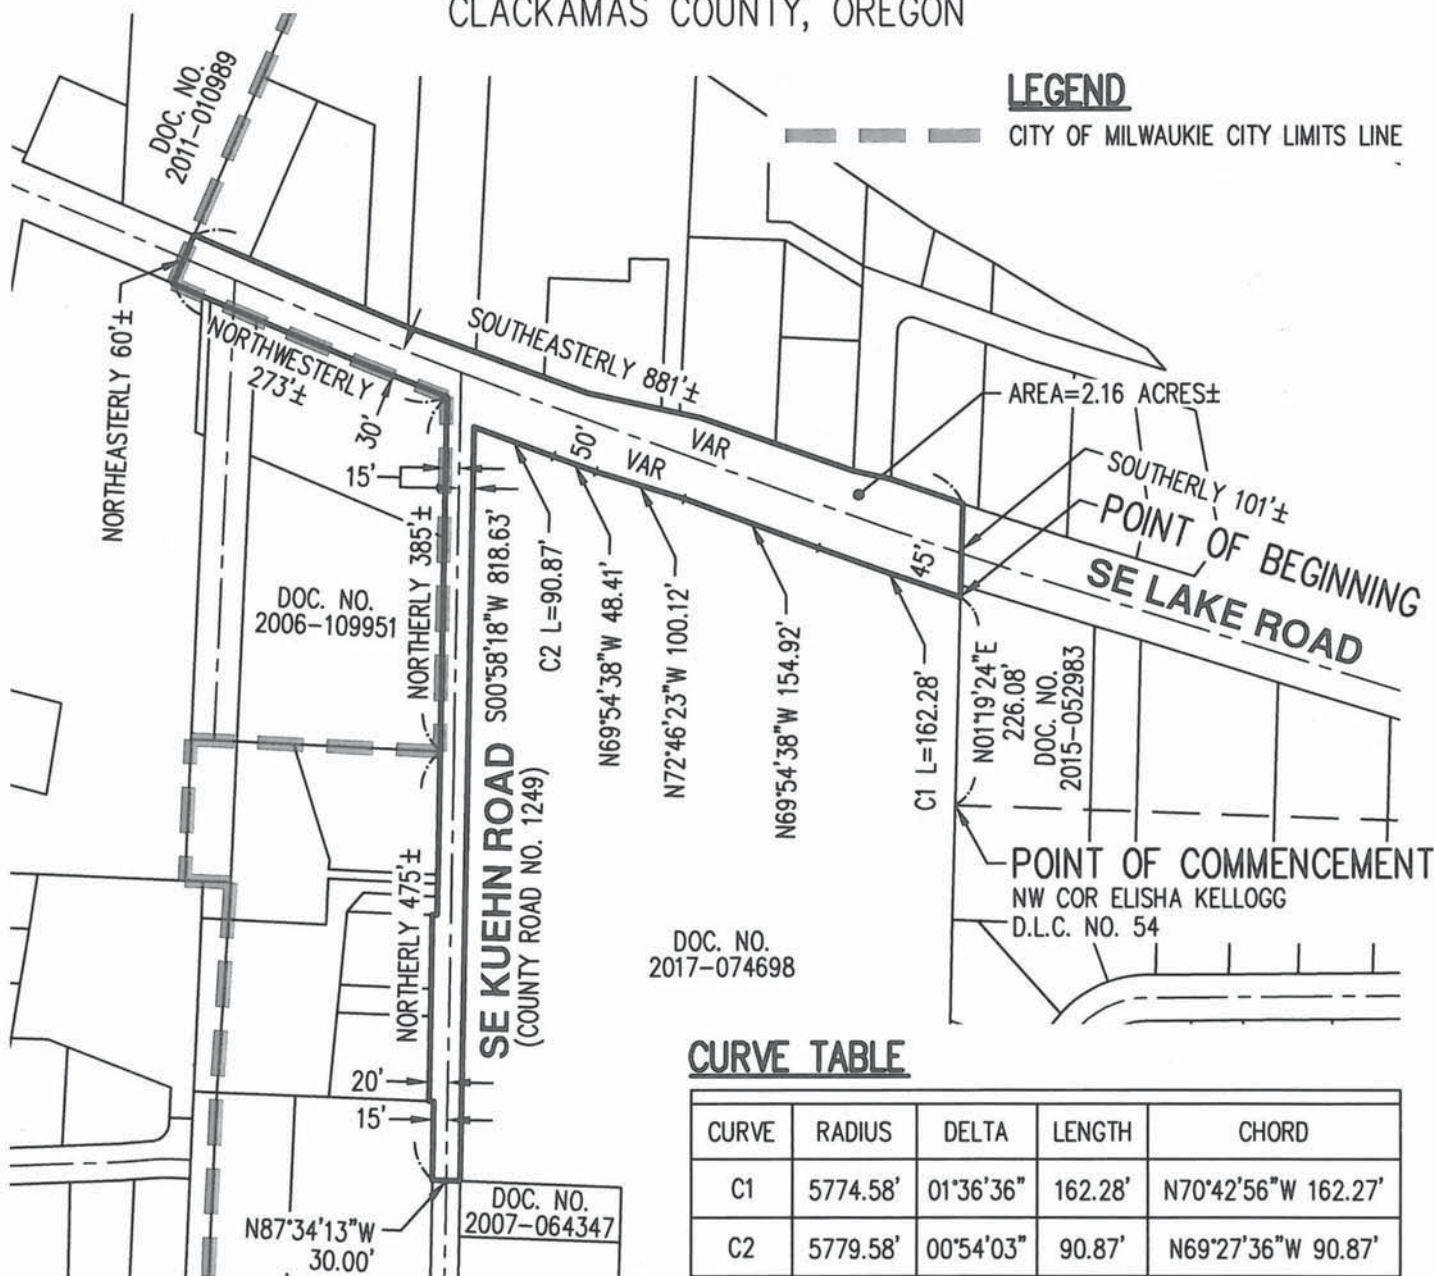 CLACKAMAS COUNTY, OREGON
LEGEND
CITY OF MILWAUKIE CITY LIMITS LINE
DOC. NO.
2011-010989
NORTHEASTERLY 60'±
NORTHWESTERLY
273'±
30'
SOUTHEASTERLY 881'±
AREA=2.16 ACRES±
VAR
50'
VAR
15'
SOUTHERLY 101'±
POINT OF BEGINNING
SE LAKE ROAD
45'
DOC. NO.
2006-109951
NORTHERLY 385'±
S00°58'18"W 818.63'
C2 L=90.87'
N69°54'38"W 48.41'
N72°46'23"W 100.12'
N69°54'38"W 154.92'
C1 L=162.28'
N01°19'24"E
226.08'
DOC. NO.
2015-052983
SE KUEHN ROAD
(COUNTY ROAD NO. 1249)
NORTHERLY 475'±
POINT OF COMMENCEMENT
NW COR ELISHA KELLOGG
D.L.C. NO. 54
DOC. NO.
2017-074698
20'
15'
N87°34'13"W
30.00'
DOC. NO.
2007-064347
CURVE TABLE
CURVE RADIUS DELTA LENGTH CHORD
C1 5774.58' 01°36'36" 162.28' N70°42'56"W 162.27'
C2 5779.58' 00°54'03" 90.87' N69°27'36"W 90.87'